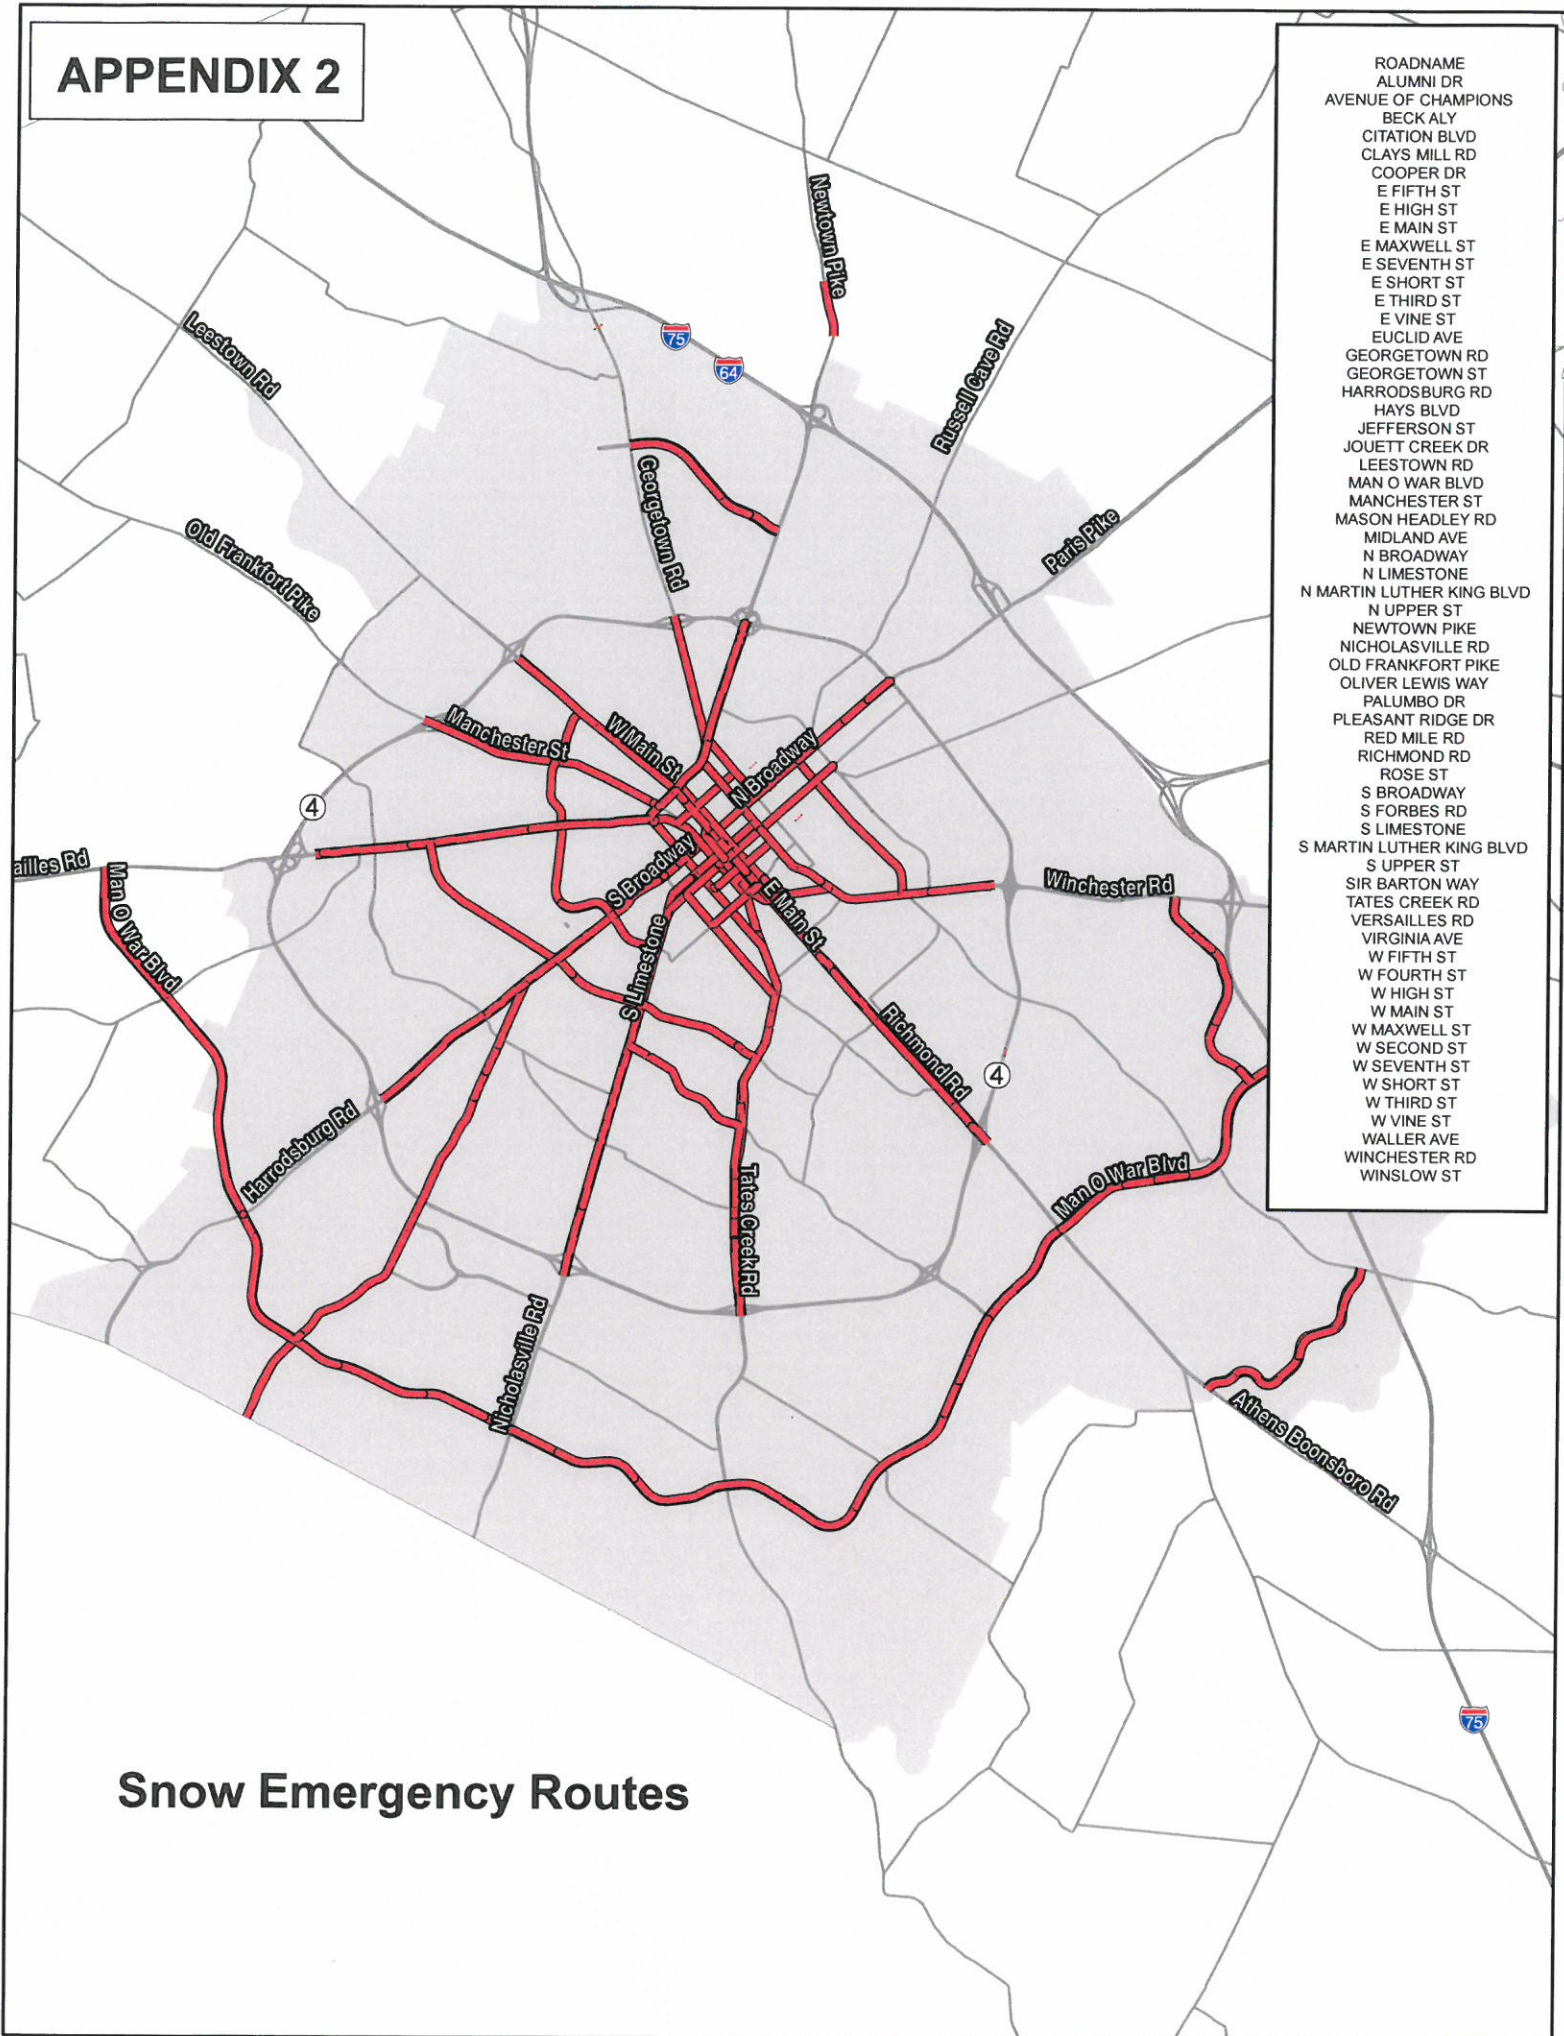 APPENDIX 2
ROADNAME
ALUMNI DR
AVENUE OF CHAMPIONS
BECK ALY
CITATION BLVD
CLAYS MILL RD
COOPER DR
E FIFTH ST
E HIGH ST
E MAIN ST
E MAXWELL ST
E SEVENTH ST
E SHORT ST
E THIRD ST
E VINE ST
EUCLID AVE
GEORGETOWN RD
GEORGETOWN ST
HARRODSBURG RD
HAYS BLVD
JEFFERSON ST
JOUETT CREEK DR
LEESTOWN RD
MAN O WAR BLVD
MANCHESTER ST
MASON HEADLEY RD
MIDLAND AVE
N BROADWAY
N LIMESTONE
N MARTIN LUTHER KING BLVD
N UPPER ST
NEWTOWN PIKE
NICHOLASVILLE RD
OLD FRANKFORT PIKE
OLIVER LEWIS WAY
PALUMBO DR
PLEASANT RIDGE DR
RED MILE RD
RICHMOND RD
ROSE ST
S BROADWAY
S FORBES RD
S LIMESTONE
S MARTIN LUTHER KING BLVD
S UPPER ST
SIR BARTON WAY
TATES CREEK RD
VERSAILLES RD
VIRGINIA AVE
W FIFTH ST
W FOURTH ST
W HIGH ST
W MAIN ST
W MAXWELL ST
W SECOND ST
W SEVENTH ST
W SHORT ST
W THIRD ST
W VINE ST
WALLER AVE
WINCHESTER RD
WINSLOW ST
Newtown Pike
Leestown Rd
75
64
Russell Cave Rd
Georgetown Rd
Old Frankfort Pike
Paris Pike
Manchester St
W Main St
N Broadway
4
ailles Rd
Man O War Blvd
S Broadway
E Main St
Winchester Rd
S Limestone
Richmond Rd
4
Harrodsburg Rd
Tates Creek Rd
Man O War Blvd
Nicholasville Rd
Athens Boonsboro Rd
75
Snow Emergency Routes